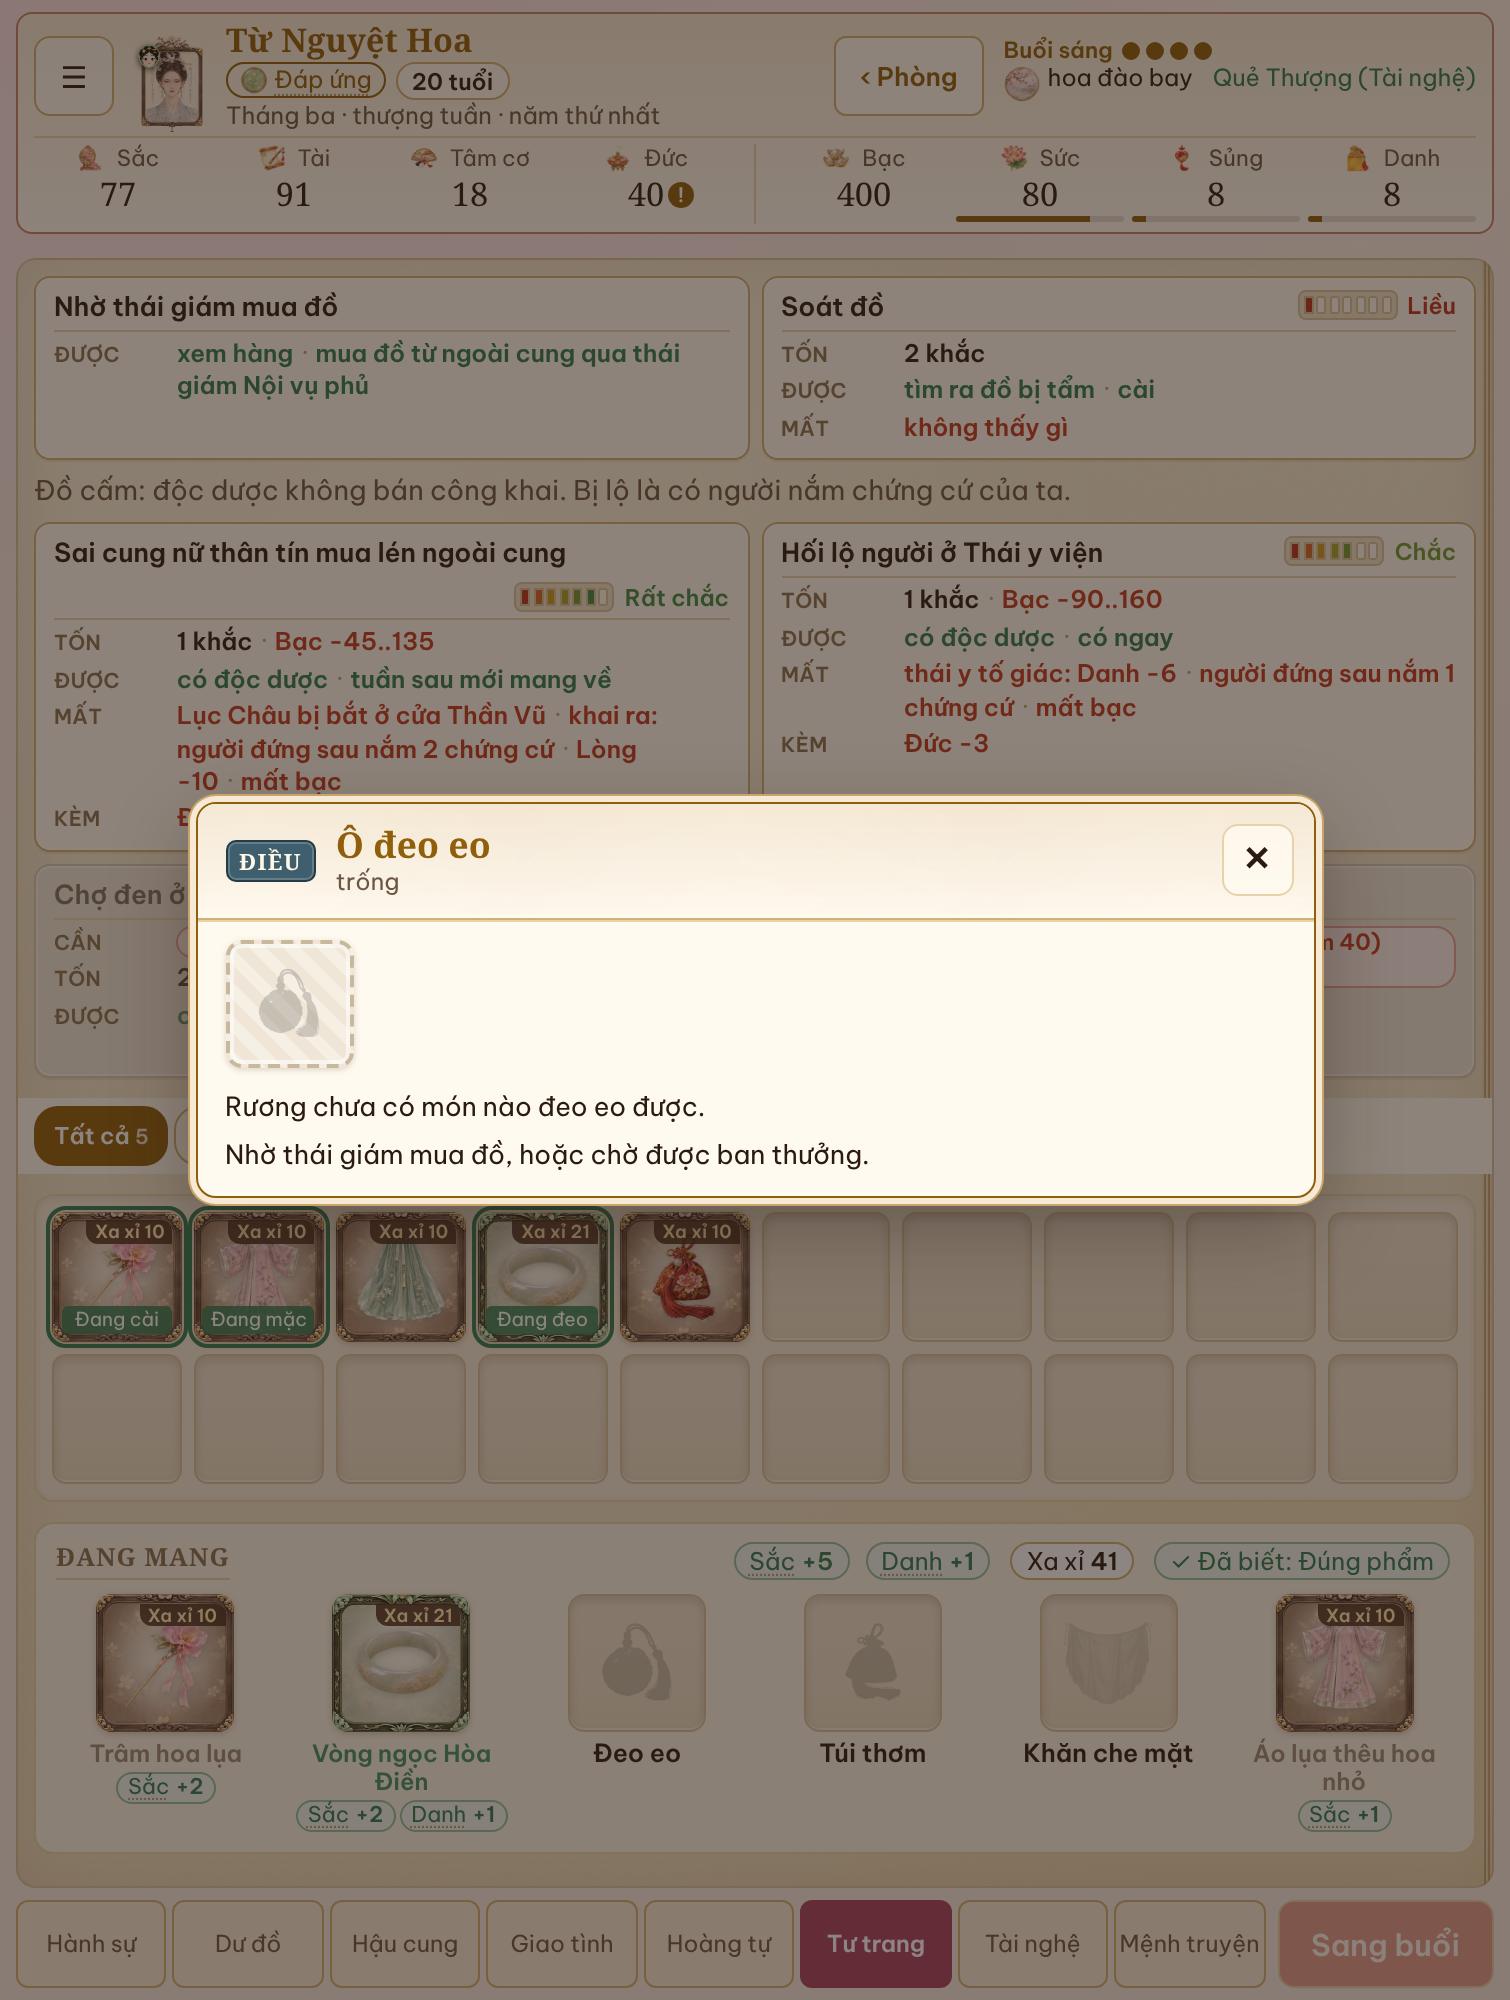 ☰
Từ Nguyệt Hoa
Đáp ứng
20 tuổi
Tháng ba · thượng tuần · năm thứ nhất
‹ Phòng
Buổi sáng
hoa đào bay
Quẻ Thượng (Tài nghệ)
Sắc
Tài
Tâm cơ
Đức
Bạc
Sức
Sủng
Danh
77
91
18
40 !
400
80
8
8
Nhờ thái giám mua đồ
ĐƯỢC xem hàng · mua đồ từ ngoài cung qua thái
giám Nội vụ phủ
Soát đồ
Liều
TỐN 2 khắc
ĐƯỢC tìm ra đồ bị tẩm · cài
MẤT không thấy gì
Đồ cấm: độc dược không bán công khai. Bị lộ là có người nắm chứng cứ của ta.
Sai cung nữ thân tín mua lén ngoài cung
Rất chắc
TỐN 1 khắc · Bạc -45..135
ĐƯỢC có độc dược · tuần sau mới mang về
MẤT Lục Châu bị bắt ở cửa Thần Vũ · khai ra:
người đứng sau nắm 2 chứng cứ · Lòng
-10 · mất bạc
KÈM
Hối lộ người ở Thái y viện
Chắc
TỐN 1 khắc · Bạc -90..160
ĐƯỢC có độc dược · có ngay
MẤT thái y tố giác: Danh -6 · người đứng sau nắm 1
chứng cứ · mất bạc
KÈM Đức -3
Chợ đen ở
CẦN
TỐN 2
ĐƯỢC
40)
ĐIỀU
Ô đeo eo
trống
✕
Rương chưa có món nào đeo eo được.
Nhờ thái giám mua đồ, hoặc chờ được ban thưởng.
Tất cả 5
Xa xỉ 10
Đang cài
Xa xỉ 10
Đang mặc
Xa xỉ 10
Xa xỉ 21
Đang đeo
Xa xỉ 10
ĐANG MANG
Sắc +5
Danh +1
Xa xỉ 41
✓ Đã biết: Đúng phẩm
Xa xỉ 10
Trâm hoa lụa
Sắc +2
Xa xỉ 21
Vòng ngọc Hòa
Điền
Sắc +2
Danh +1
Đeo eo
Túi thơm
Khăn che mặt
Xa xỉ 10
Áo lụa thêu hoa
nhỏ
Sắc +1
Hành sự
Dư đồ
Hậu cung
Giao tình
Hoàng tự
Tư trang
Tài nghệ
Mệnh truyện
Sang buổi